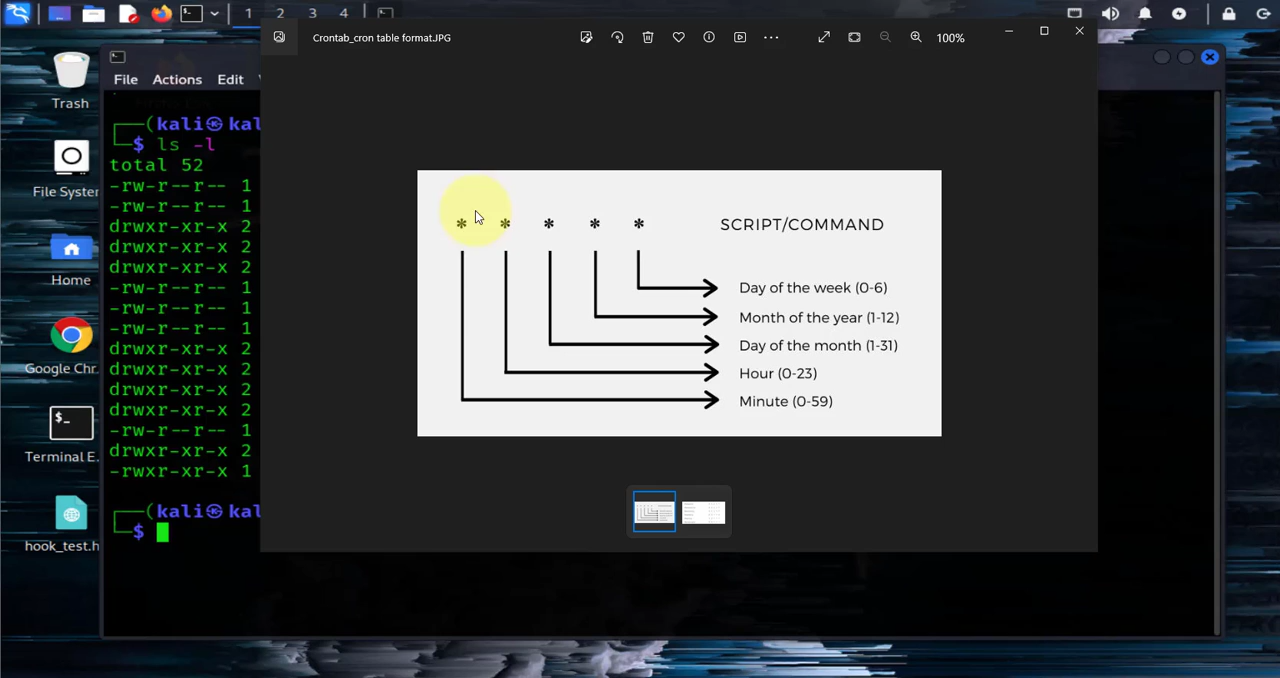 1 2 3 4
Crontab_cron table format.JPG
100%
Trash
File System
Home
Google Chr...
Terminal E...
hook_test.h
File Actions Edit
(kali㉿kal
$ ls -l
total 52
-rw-r--r-- 1
-rw-r--r-- 1
drwxr-xr-x 2
drwxr-xr-x 2
drwxr-xr-x 2
-rw-r--r-- 1
-rw-r--r-- 1
-rw-r--r-- 1
drwxr-xr-x 2
drwxr-xr-x 2
drwxr-xr-x 2
drwxr-xr-x 2
-rw-r--r-- 1
drwxr-xr-x 2
-rwxr-xr-x 1
(kali㉿kal
$
* * * * * SCRIPT/COMMAND
Day of the week (0-6)
Month of the year (1-12)
Day of the month (1-31)
Hour (0-23)
Minute (0-59)